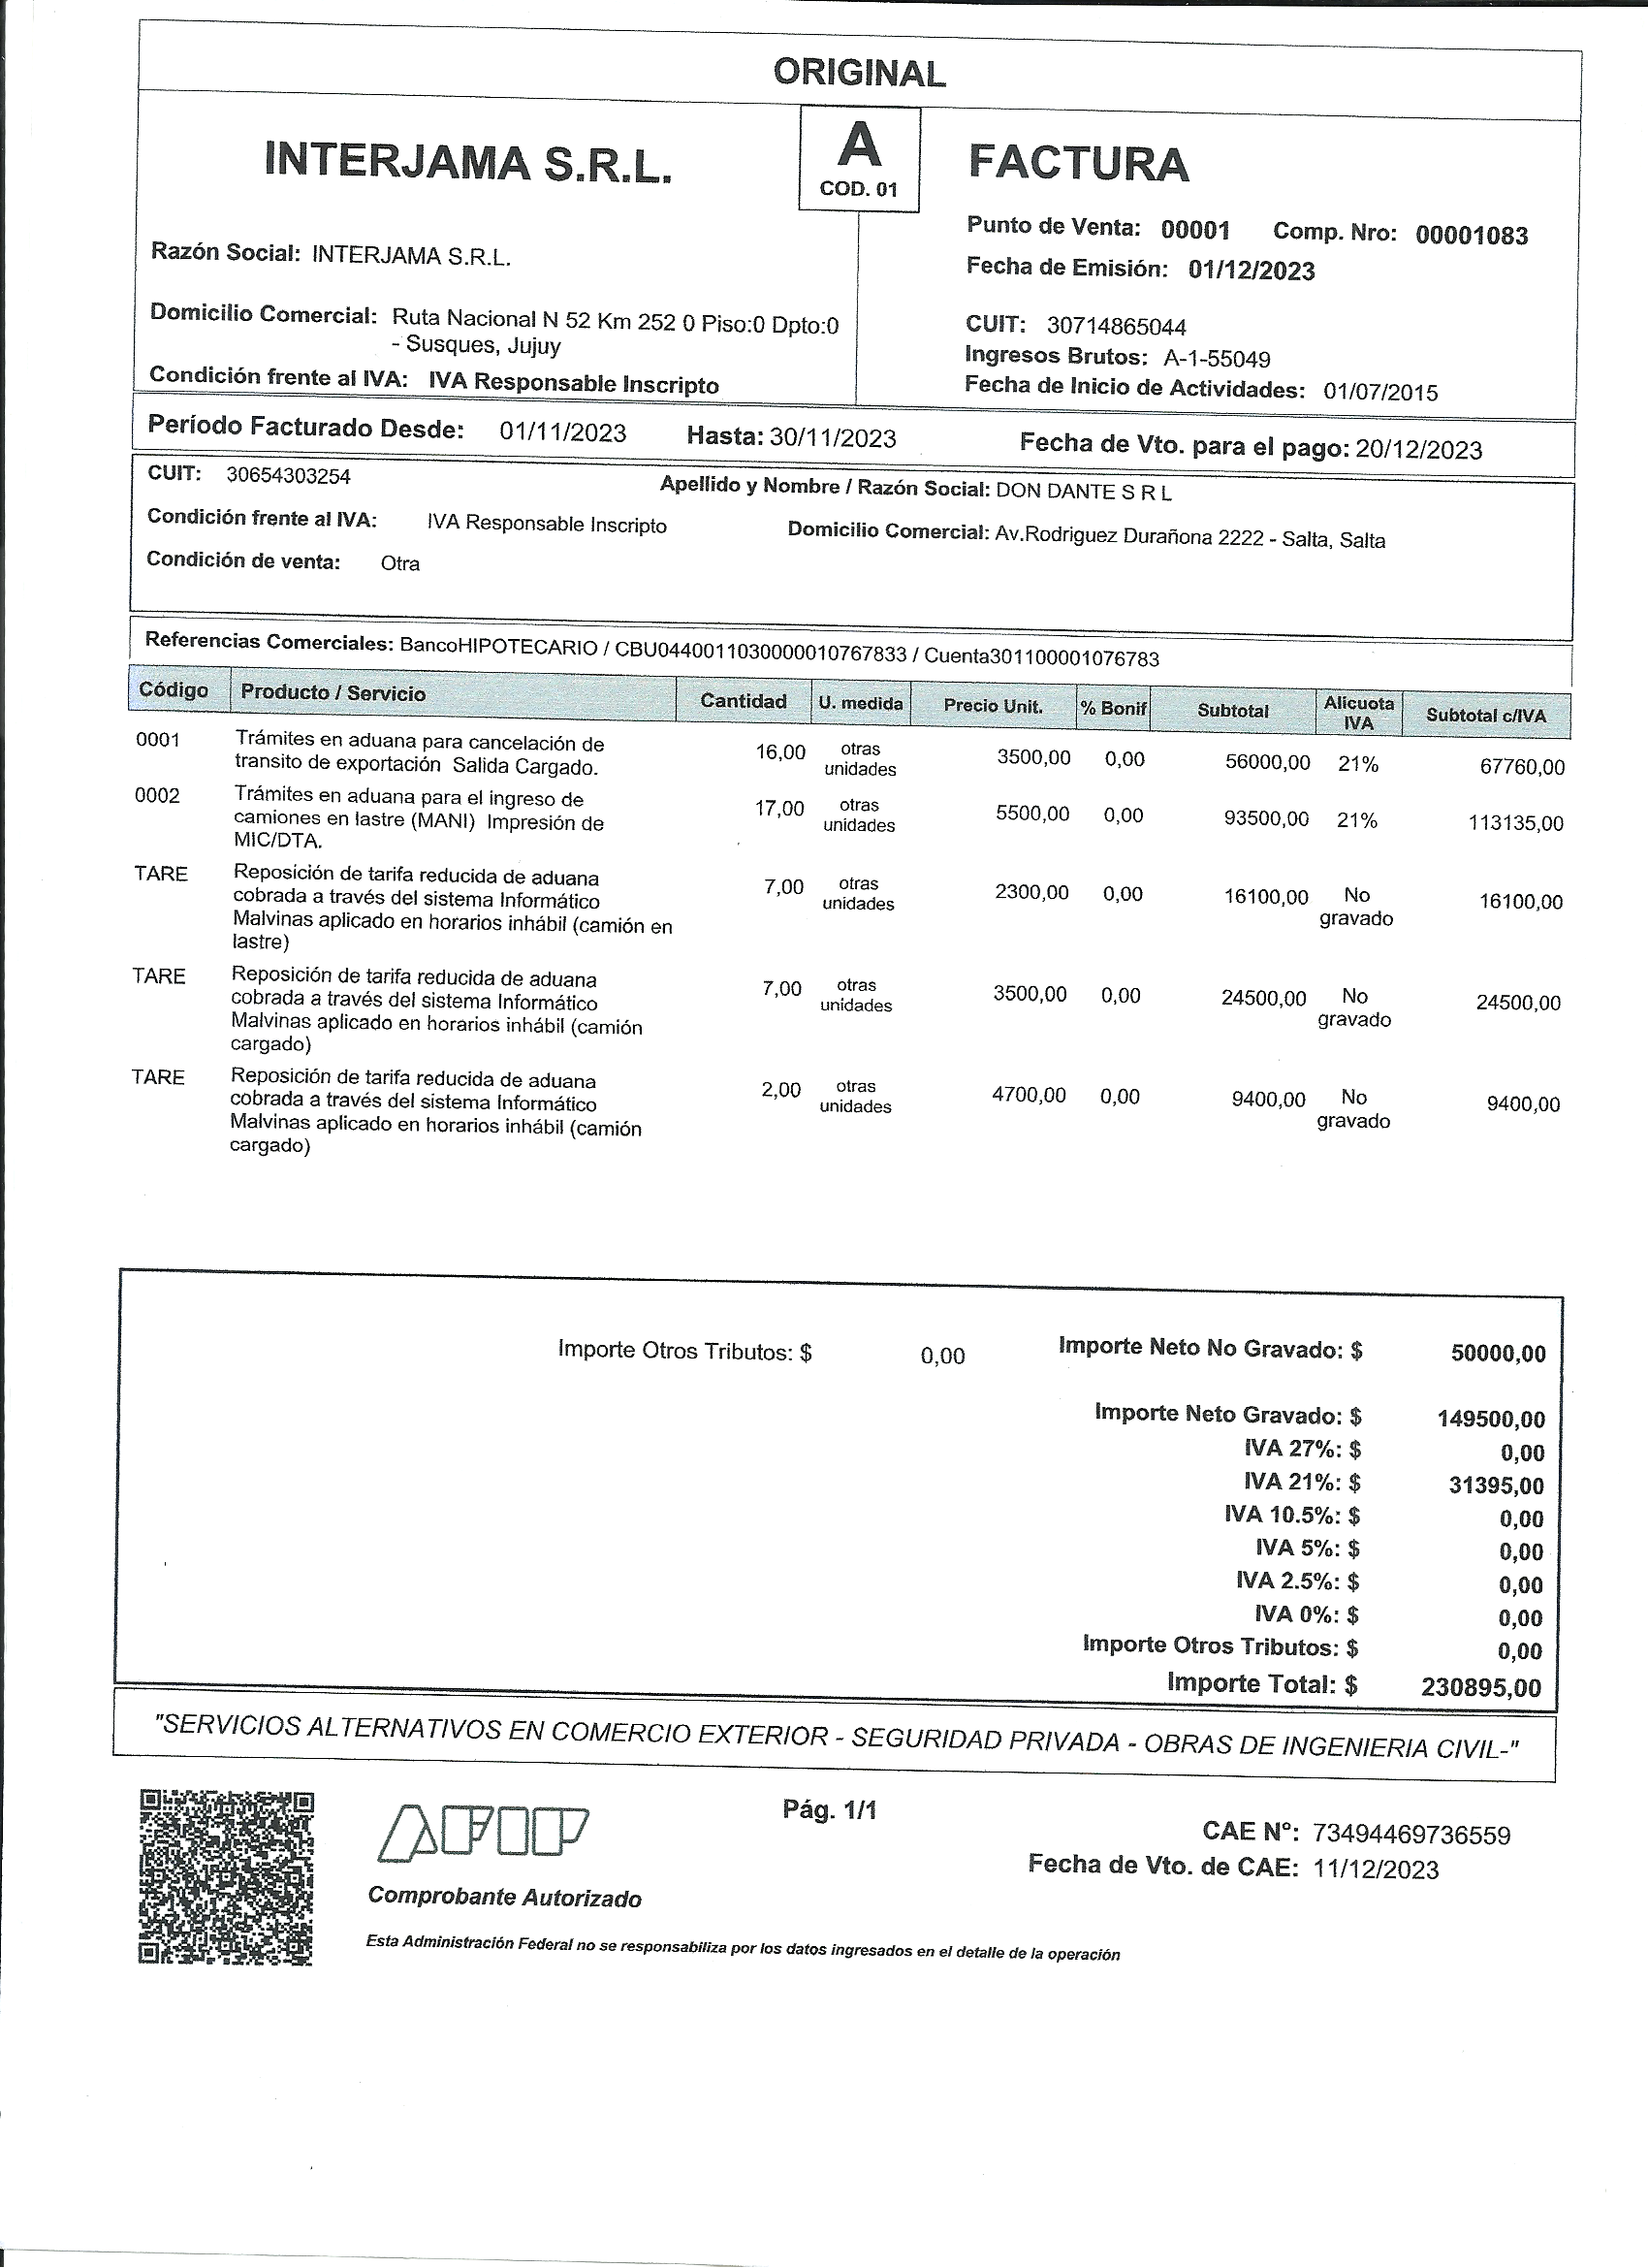 ORIGINAL
INTERJAMA S.R.L.
A
COD. 01
FACTURA
Punto de Venta: 00001 Comp. Nro: 00001083
Fecha de Emisión: 01/12/2023
Razón Social: INTERJAMA S.R.L.
Domicilio Comercial: Ruta Nacional N 52 Km 252 0 Piso:0 Dpto:0
- Susques, Jujuy
Condición frente al IVA: IVA Responsable Inscripto
CUIT: 30714865044
Ingresos Brutos: A-1-55049
Fecha de Inicio de Actividades: 01/07/2015
Período Facturado Desde: 01/11/2023 Hasta: 30/11/2023 Fecha de Vto. para el pago: 20/12/2023
CUIT: 30654303254 Apellido y Nombre / Razón Social: DON DANTE S R L
Condición frente al IVA: IVA Responsable Inscripto Domicilio Comercial: Av.Rodriguez Durañona 2222 - Salta, Salta
Condición de venta: Otra
Referencias Comerciales: BancoHIPOTECARIO / CBU0440011030000010767833 / Cuenta301100001076783
Código Producto / Servicio Cantidad U. medida Precio Unit. % Bonif Subtotal Alicuota IVA Subtotal c/IVA
0001 Trámites en aduana para cancelación de 16,00 otras unidades 3500,00 0,00 56000,00 21% 67760,00
transito de exportación Salida Cargado.
0002 Trámites en aduana para el ingreso de 17,00 otras unidades 5500,00 0,00 93500,00 21% 113135,00
camiones en lastre (MANI) Impresión de
MIC/DTA.
TARE Reposición de tarifa reducida de aduana 7,00 otras unidades 2300,00 0,00 16100,00 No gravado 16100,00
cobrada a través del sistema Informático
Malvinas aplicado en horarios inhábil (camión en
lastre)
TARE Reposición de tarifa reducida de aduana 7,00 otras unidades 3500,00 0,00 24500,00 No gravado 24500,00
cobrada a través del sistema Informático
Malvinas aplicado en horarios inhábil (camión
cargado)
TARE Reposición de tarifa reducida de aduana 2,00 otras unidades 4700,00 0,00 9400,00 No gravado 9400,00
cobrada a través del sistema Informático
Malvinas aplicado en horarios inhábil (camión
cargado)
Importe Otros Tributos: $ 0,00 Importe Neto No Gravado: $ 50000,00
Importe Neto Gravado: $ 149500,00
IVA 27%: $ 0,00
IVA 21%: $ 31395,00
IVA 10.5%: $ 0,00
IVA 5%: $ 0,00
IVA 2.5%: $ 0,00
IVA 0%: $ 0,00
Importe Otros Tributos: $ 0,00
Importe Total: $ 230895,00
"SERVICIOS ALTERNATIVOS EN COMERCIO EXTERIOR - SEGURIDAD PRIVADA - OBRAS DE INGENIERIA CIVIL-"
AFIP
Pág. 1/1
CAE N°: 73494469736559
Fecha de Vto. de CAE: 11/12/2023
Comprobante Autorizado
Esta Administración Federal no se responsabiliza por los datos ingresados en el detalle de la operación